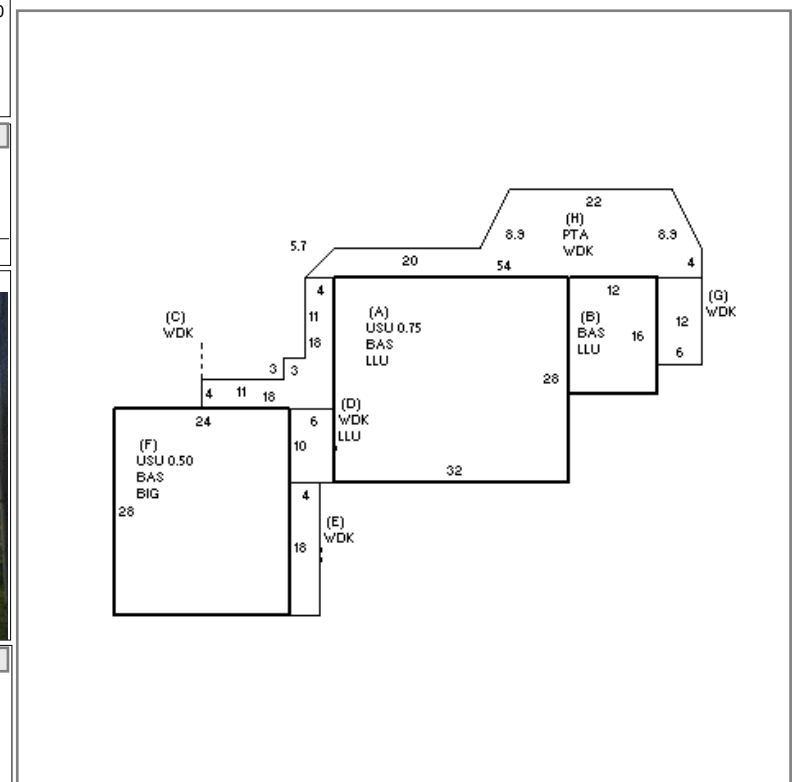 22
(H)
PTA
WDK
8.9
8.9
5.7
20
54
4
4
12
(G)
WDK
(C)
WDK
(A)
USU 0.75
BAS
LLU
11
18
(B)
BAS
LLU
16
12
6
3
3
28
4
11
18
24
(D)
WDK
LLU
6
10
(F)
USU 0.50
BAS
BIG
28
32
4
(E)
WDK
18